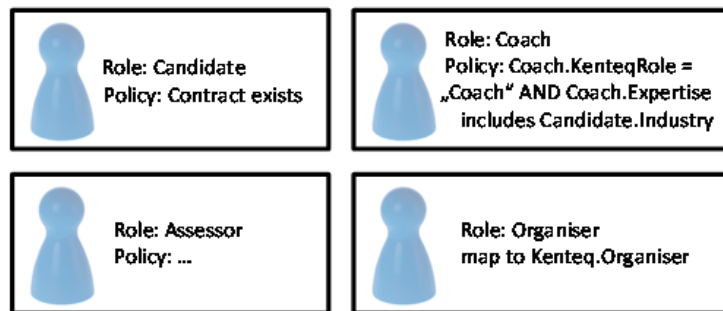 Role: Candidate
Policy: Contract exists
Role: Coach
Policy: Coach.KenteqRole =
„Coach“ AND Coach.Expertise
includes Candidate.Industry
Role: Assessor
Policy: ...
Role: Organiser
map to Kenteq.Organiser